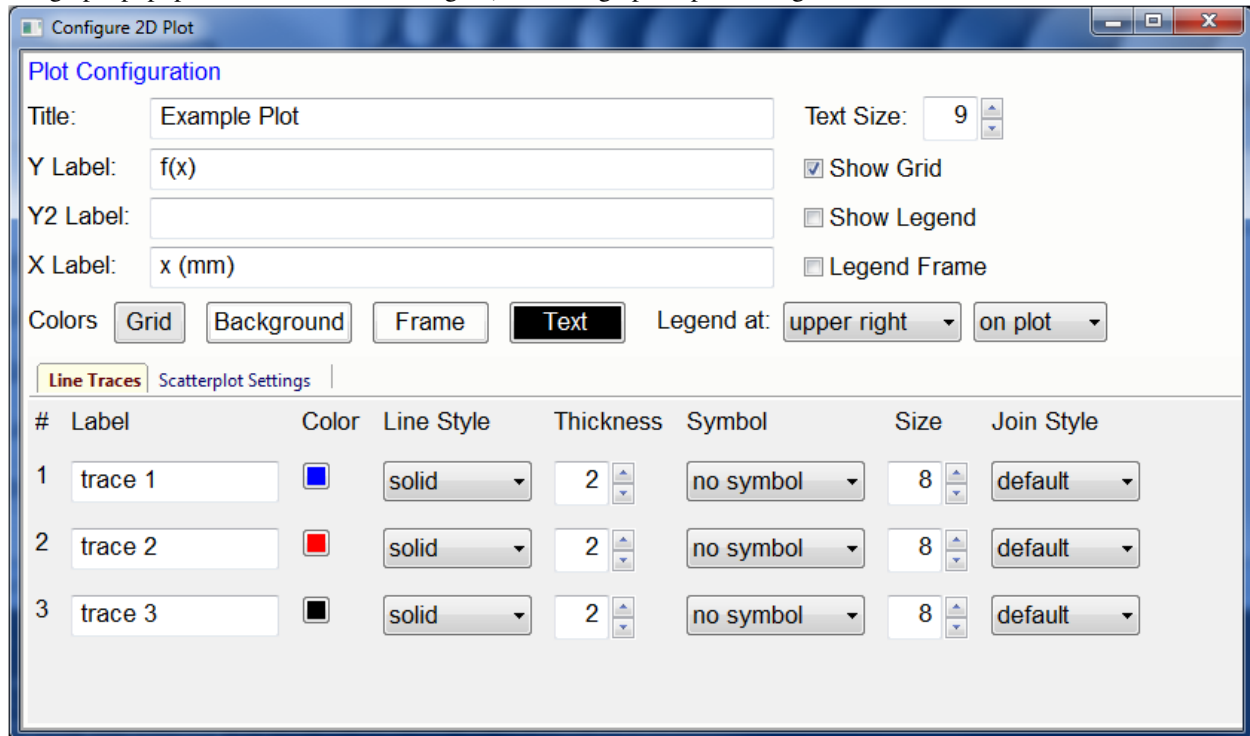 Configure 2D Plot
Plot Configuration
Title: Example Plot Text Size: 9
Y Label: f(x) Show Grid
Y2 Label: Show Legend
X Label: x (mm) Legend Frame
Colors Grid Background Frame Text Legend at: upper right on plot
Line Traces Scatterplot Settings
# Label Color Line Style Thickness Symbol Size Join Style
1 trace 1 solid 2 no symbol 8 default
2 trace 2 solid 2 no symbol 8 default
3 trace 3 solid 2 no symbol 8 default